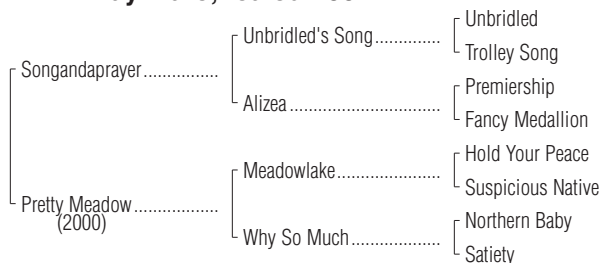 Unbridled
Unbridled's Song
Trolley Song
Songandaprayer
Premiership
Alizea
Fancy Medallion
Hold Your Peace
Meadowlake
Suspicious Native
Pretty Meadow
(2000)
Northern Baby
Why So Much
Satiety